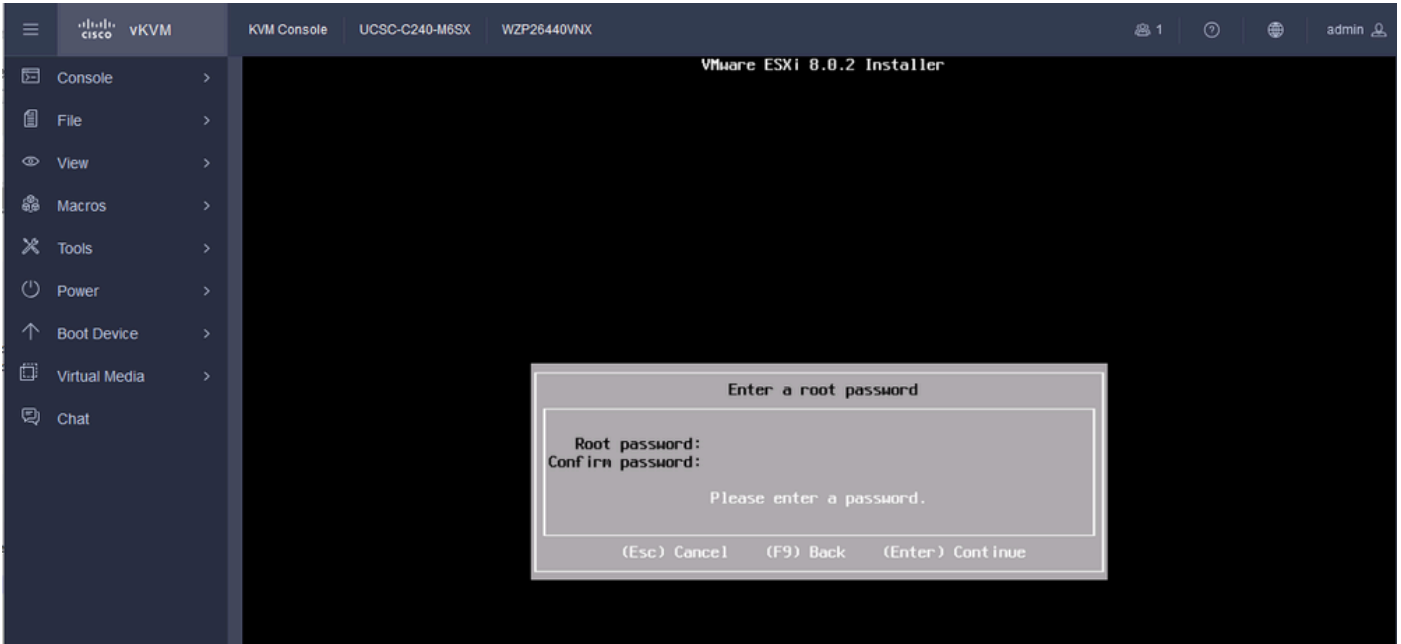 cisco vKVM KVM Console UCSC-C240-M6SX WZP26440VNX 1 admin
Console
File
View
Macros
Tools
Power
Boot Device
Virtual Media
Chat
VMware ESXi 8.0.2 Installer
Enter a root password
Root password:
Confirm password:
Please enter a password.
(Esc) Cancel (F9) Back (Enter) Continue